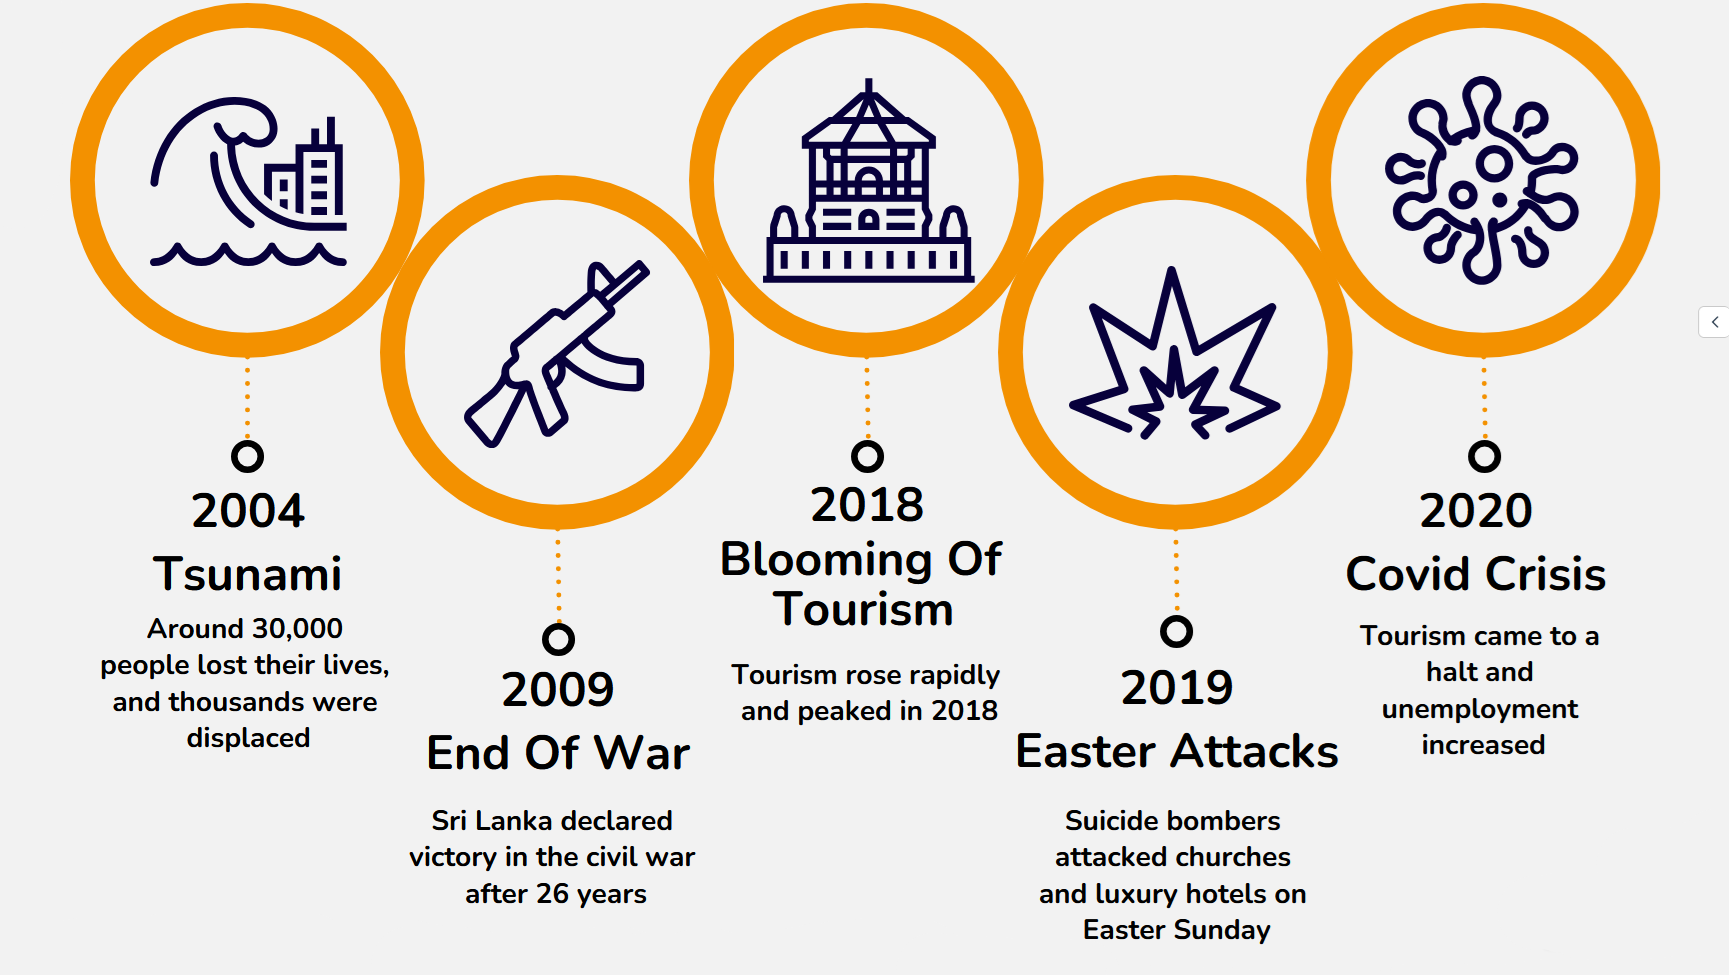 2004
Tsunami
Around 30,000
people lost their lives,
and thousands were
displaced
2009
End Of War
Sri Lanka declared
victory in the civil war
after 26 years
2018
Blooming Of
Tourism
Tourism rose rapidly
and peaked in 2018
2019
Easter Attacks
Suicide bombers
attacked churches
and luxury hotels on
Easter Sunday
2020
Covid Crisis
Tourism came to a
halt and
unemployment
increased